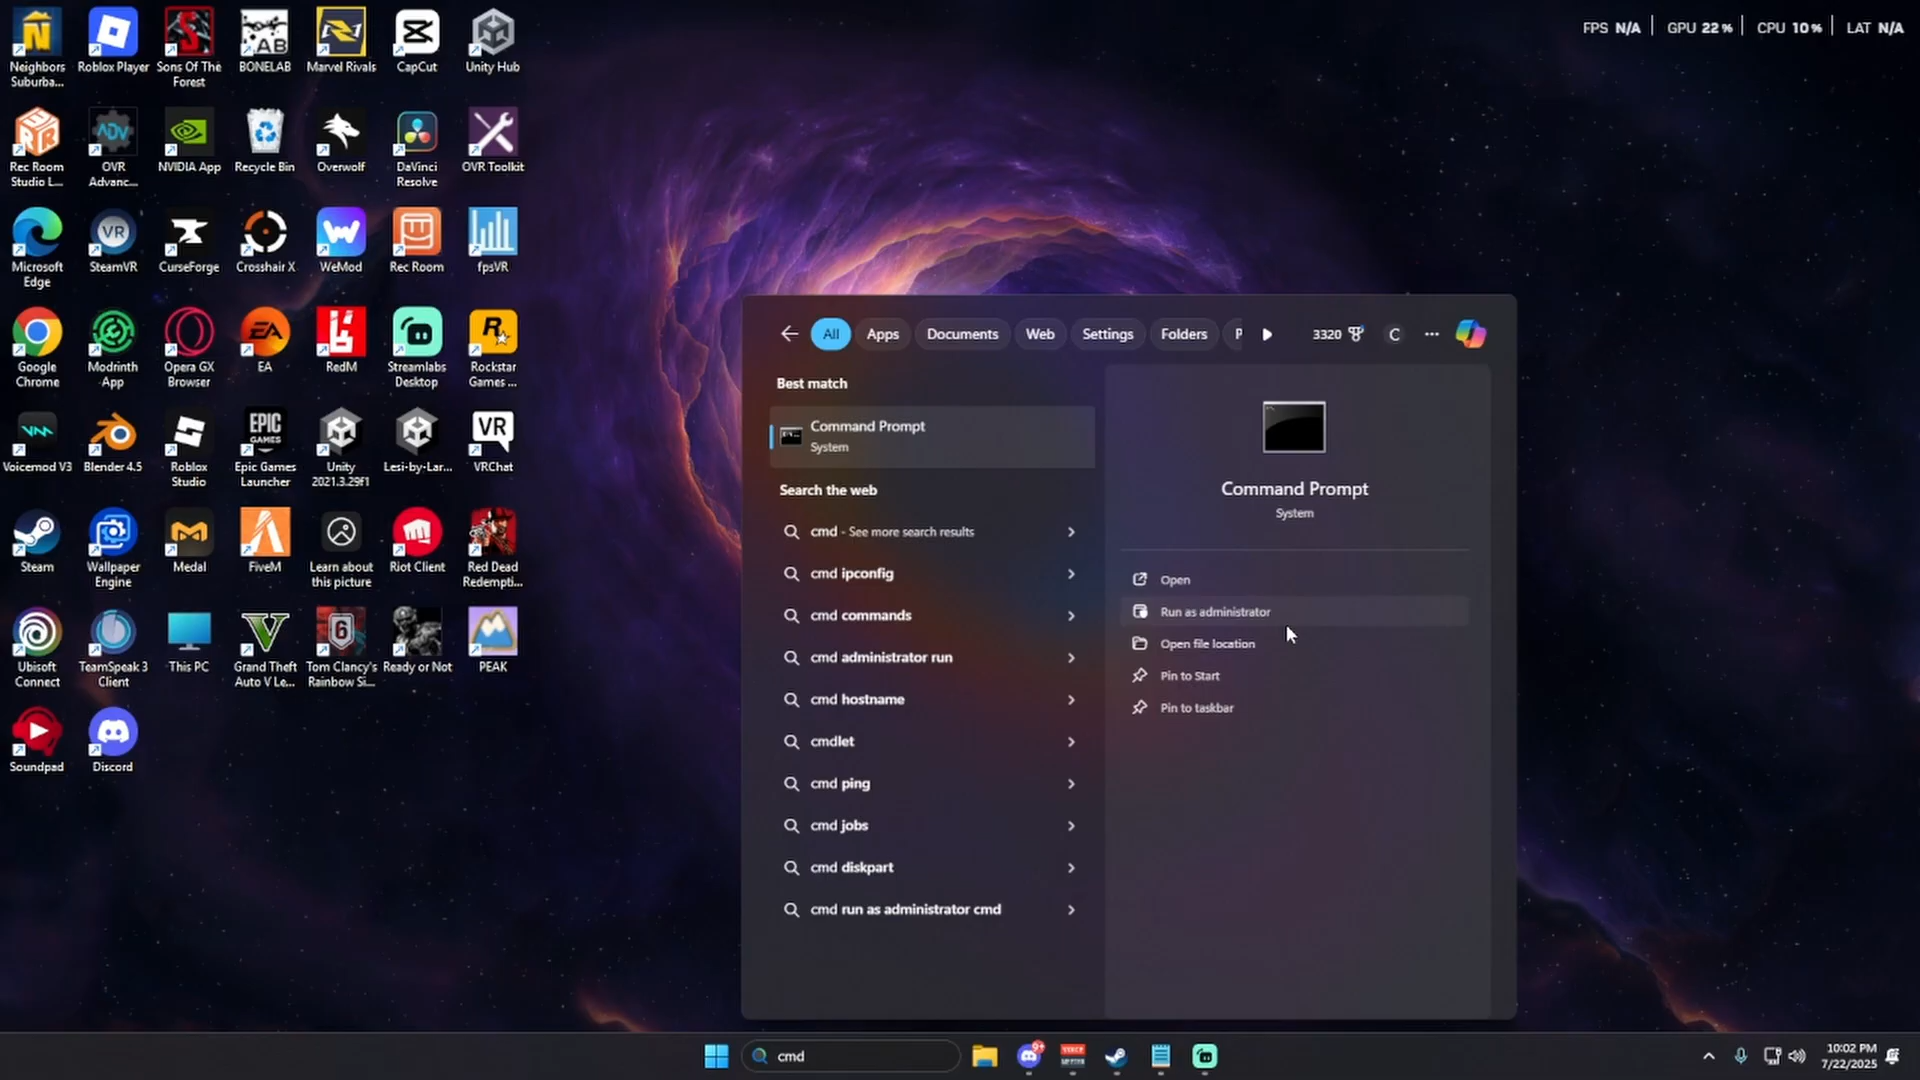 FPS N/A GPU 22 % CPU 10 % LAT N/A
Neighbors
Suburba...
Roblox Player
Sons Of The
Forest
BONELAB
Marvel Rivals
CapCut
Unity Hub
Rec Room
Studio L...
OVR
Advanc...
NVIDIA App
Recycle Bin
Overwolf
DaVinci
Resolve
OVR Toolkit
Microsoft
Edge
SteamVR
CurseForge
Crosshair X
WeMod
Rec Room
fpsVR
Google
Chrome
Modrinth
App
Opera GX
Browser
EA
RedM
Streamlabs
Desktop
Rockstar
Games ...
Voicemod V3
Blender 4.5
Roblox
Studio
Epic Games
Launcher
Unity
2021.3.29f1
Lesi-by-Lar...
VRChat
Steam
Wallpaper
Engine
Medal
FiveM
Learn about
this picture
Riot Client
Red Dead
Redempti...
Ubisoft
Connect
TeamSpeak 3
Client
This PC
Grand Theft
Auto V Le...
Tom Clancy's
Rainbow Si...
Ready or Not
PEAK
Soundpad
Discord
All Apps Documents Web Settings Folders P 3320 C
Best match
Command Prompt
System
Search the web
cmd - See more search results
cmd ipconfig
cmd commands
cmd administrator run
cmd hostname
cmdlet
cmd ping
cmd jobs
cmd diskpart
cmd run as administrator cmd
Command Prompt
System
Open
Run as administrator
Open file location
Pin to Start
Pin to taskbar
cmd
10:02 PM
7/22/2025